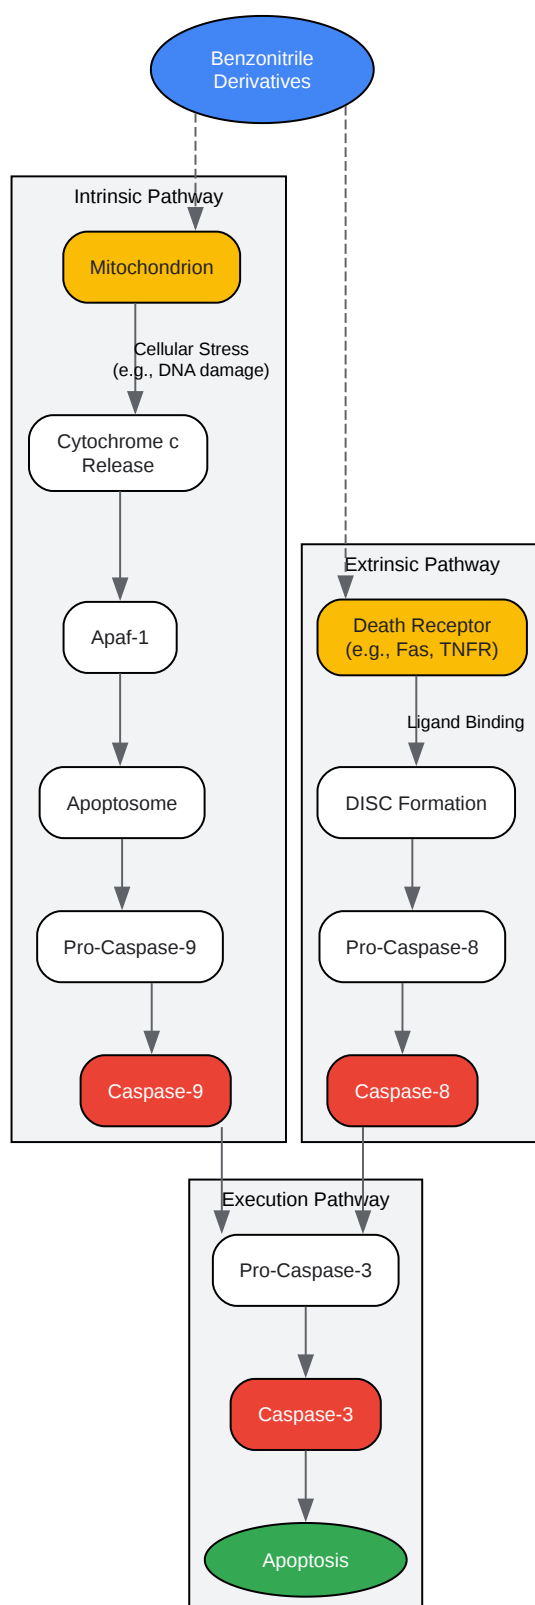 Benzonitrile
Derivatives
Intrinsic Pathway
Mitochondrion
Cellular Stress
(e.g., DNA damage)
Cytochrome c
Release
Apaf-1
Apoptosome
Pro-Caspase-9
Caspase-9
Extrinsic Pathway
Death Receptor
(e.g., Fas, TNFR)
Ligand Binding
DISC Formation
Pro-Caspase-8
Caspase-8
Execution Pathway
Pro-Caspase-3
Caspase-3
Apoptosis